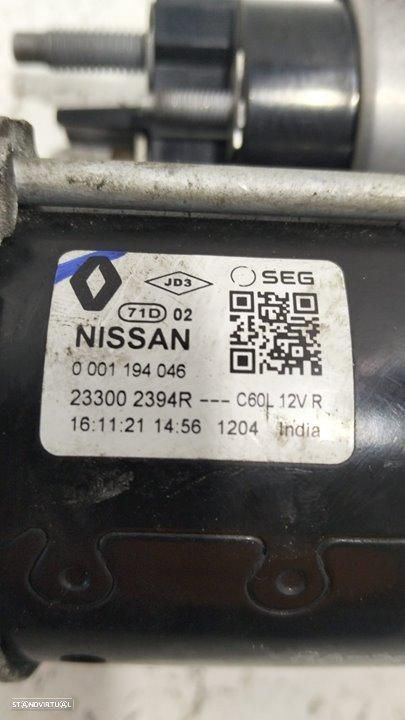 JD3
SEG
71D 02
NISSAN
0 001 194 046
23300 2394R --- C60L 12V R
16:11:21 14:56 1204 India
STANDVIRTUAL